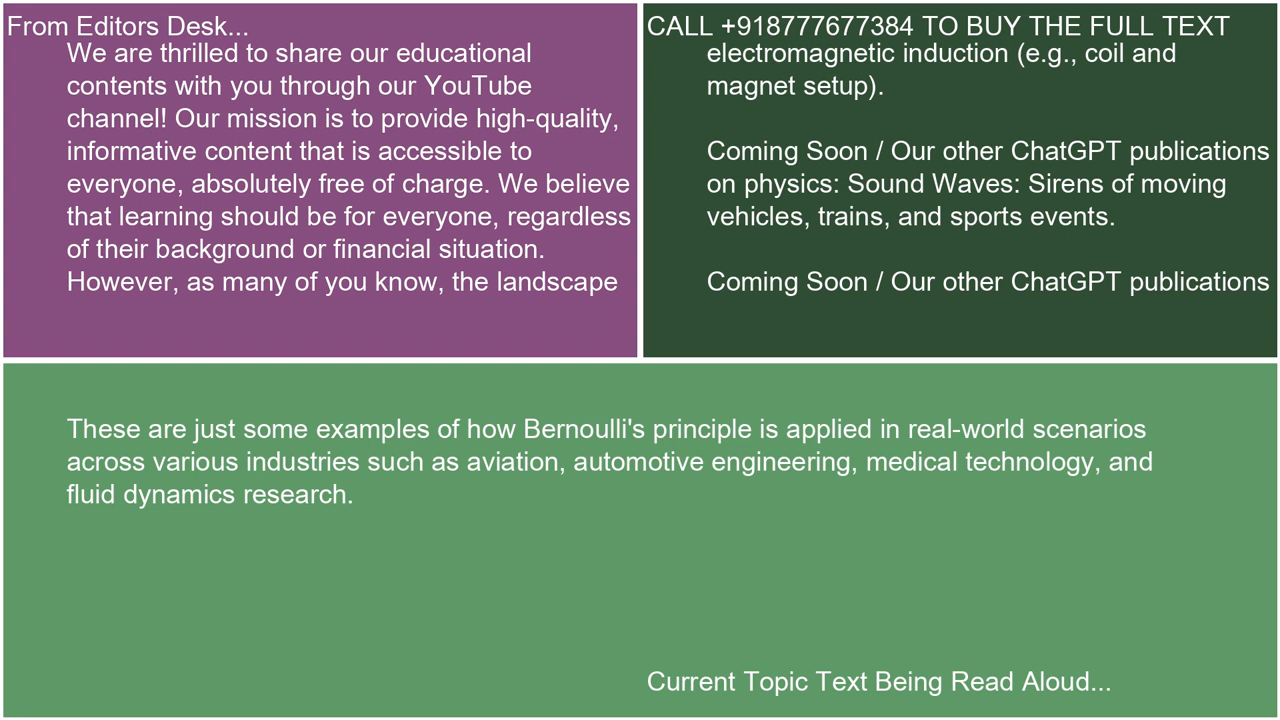 From Editors Desk...
We are thrilled to share our educational
contents with you through our YouTube
channel! Our mission is to provide high-quality,
informative content that is accessible to
everyone, absolutely free of charge. We believe
that learning should be for everyone, regardless
of their background or financial situation.
However, as many of you know, the landscape
CALL +918777677384 TO BUY THE FULL TEXT
electromagnetic induction (e.g., coil and
magnet setup).
Coming Soon / Our other ChatGPT publications
on physics: Sound Waves: Sirens of moving
vehicles, trains, and sports events.
Coming Soon / Our other ChatGPT publications
These are just some examples of how Bernoulli's principle is applied in real-world scenarios
across various industries such as aviation, automotive engineering, medical technology, and
fluid dynamics research.
Current Topic Text Being Read Aloud...